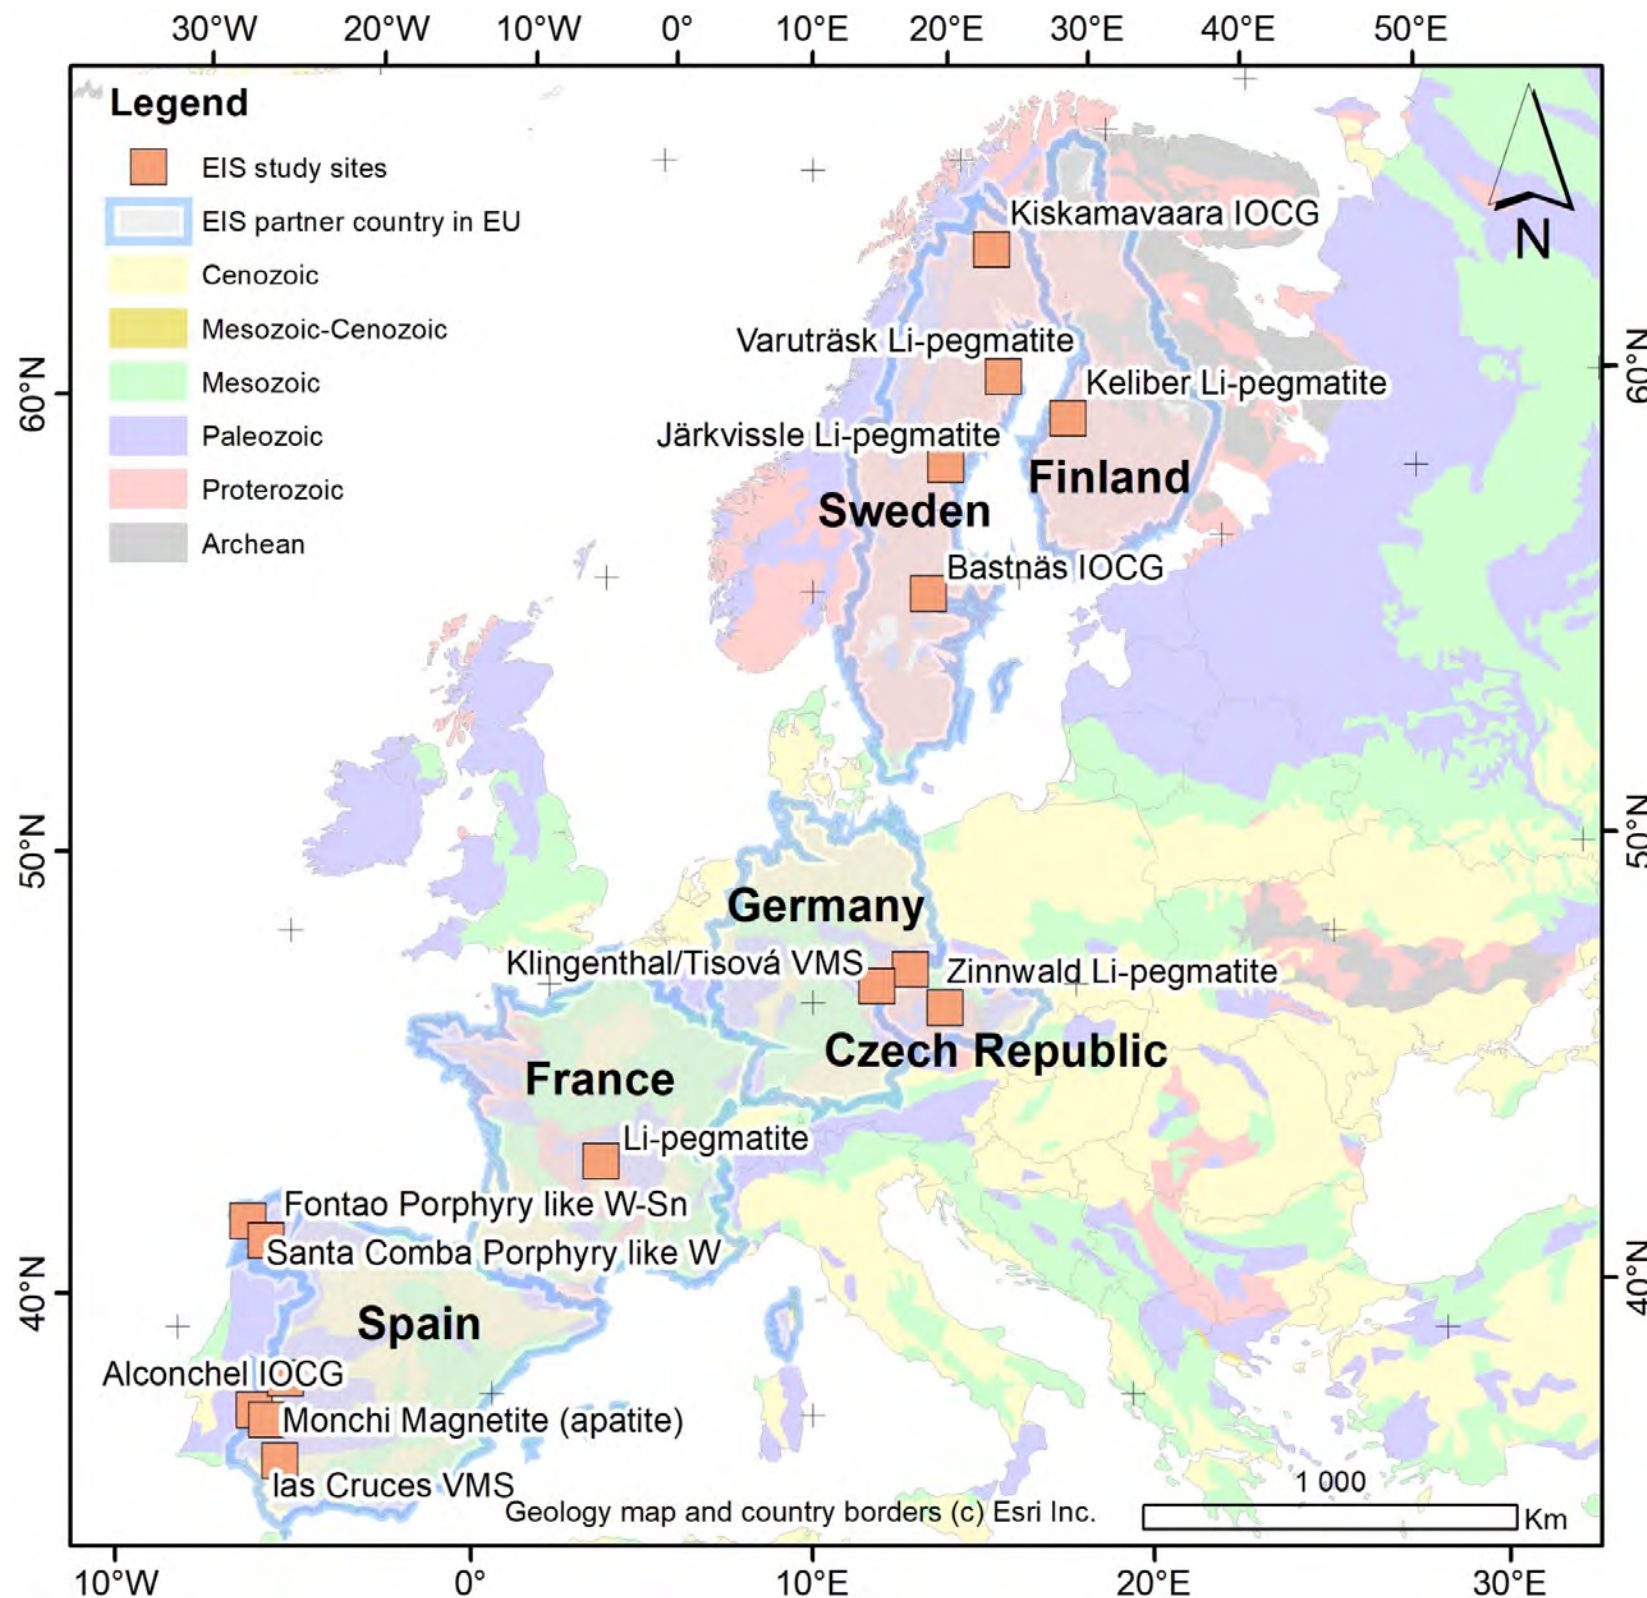 30°W 20°W 10°W 0° 10°E 20°E 30°E 40°E 50°E
Legend
EIS study sites
EIS partner country in EU
Cenozoic
Mesozoic-Cenozoic
Mesozoic
Paleozoic
Proterozoic
Archean
N
Kiskamavaara IOCG
Varuträsk Li-pegmatite
60°N
60°N
Keliber Li-pegmatite
Järkvissle Li-pegmatite
Finland
Sweden
Bastnäs IOCG
50°N
50°N
Germany
Klingenthal/Tisová VMS
Zinnwald Li-pegmatite
Czech Republic
France
Li-pegmatite
Fontao Porphyry like W-Sn
Santa Comba Porphyry like W
40°N
40°N
Spain
Alconchel IOCG
Monchi Magnetite (apatite)
las Cruces VMS
1 000
Km
Geology map and country borders (c) Esri Inc.
10°W 0° 10°E 20°E 30°E